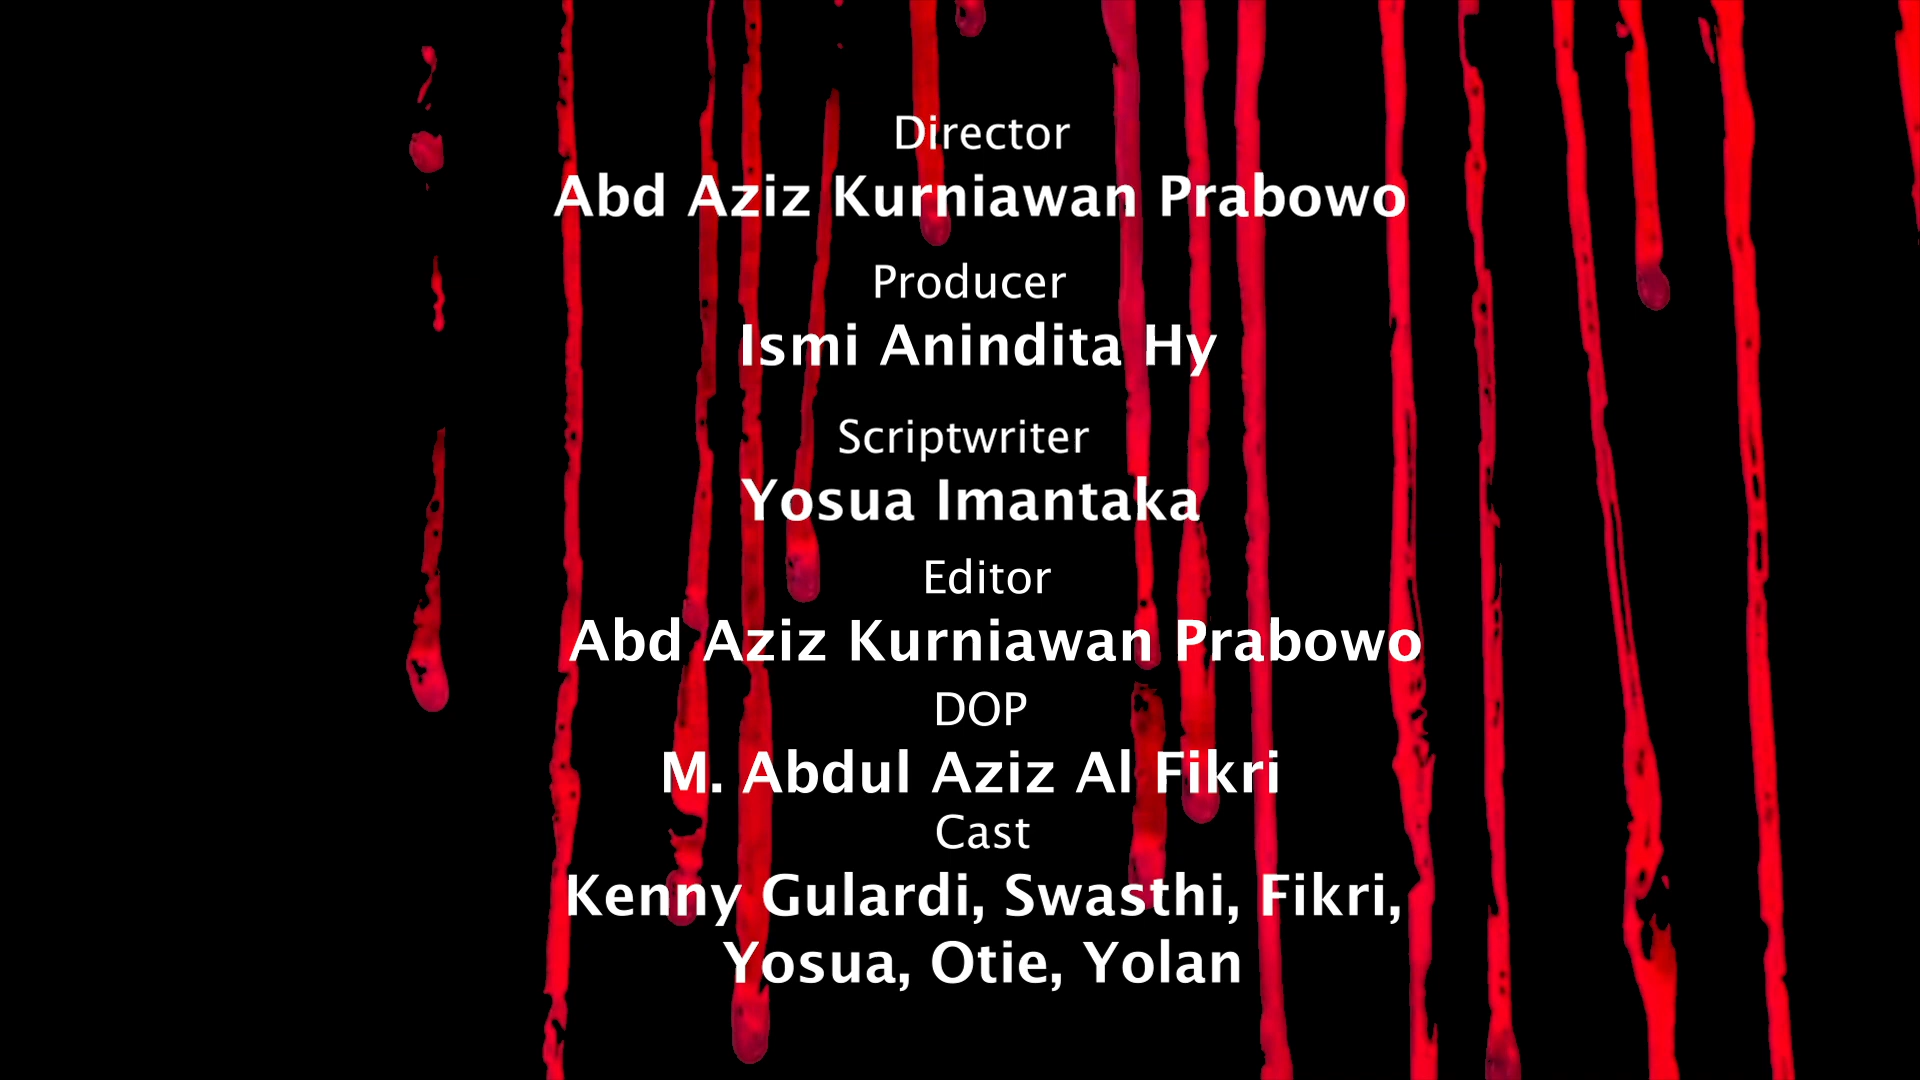 Director
Abd Aziz Kurniawan Prabowo
Producer
Ismi Anindita Hy
Scriptwriter
Yosua Imantaka
Editor
Abd Aziz Kurniawan Prabowo
DOP
M. Abdul Aziz Al Fikri
Cast
Kenny Gulardi, Swasthi, Fikri,
Yosua, Otie, Yolan